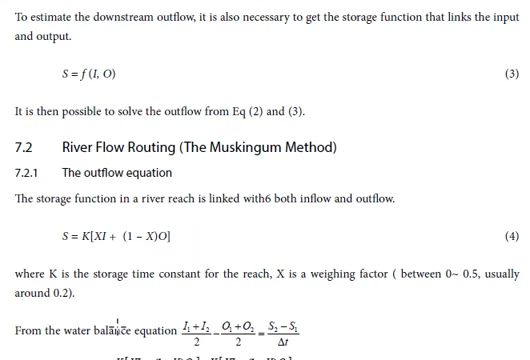 To estimate the downstream outflow, it is also necessary to get the storage function that links the input
and output.
S = f (I, O) (3)
It is then possible to solve the outflow from Eq (2) and (3).
7.2 River Flow Routing (The Muskingum Method)
7.2.1 The outflow equation
The storage function in a river reach is linked with6 both inflow and outflow.
S = K[XI + (1 – X)O] (4)
where K is the storage time constant for the reach, X is a weighing factor ( between 0~ 0.5, usually
around 0.2).
From the water balance equation (I₁ + I₂)/2 – (O₁ + O₂)/2 = (S₂ – S₁)/Δt